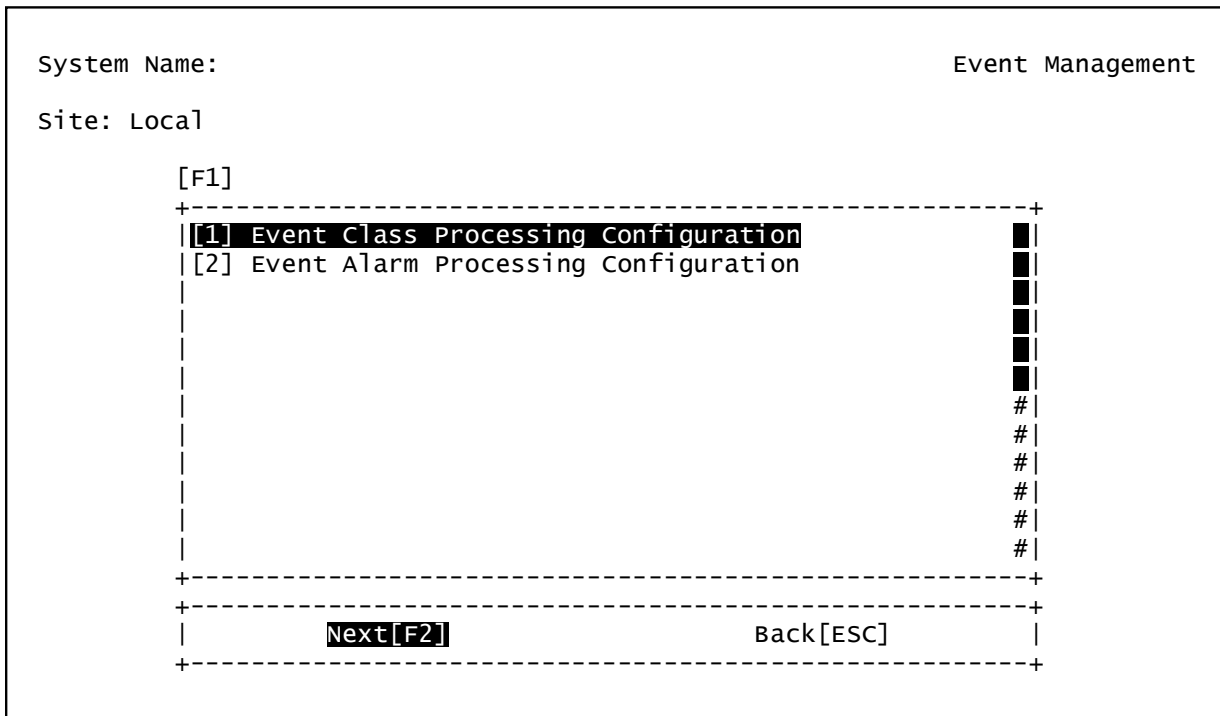 System Name: Event Management
Site: Local
[F1]
+-------------------------------------------------------+
|[1] Event Class Processing Configuration |
|[2] Event Alarm Processing Configuration |
| |
| |
| |
| |
| #|
| #|
| #|
| #|
| #|
| #|
+-------------------------------------------------------+
+-------------------------------------------------------+
| Next[F2] Back[ESC] |
+-------------------------------------------------------+